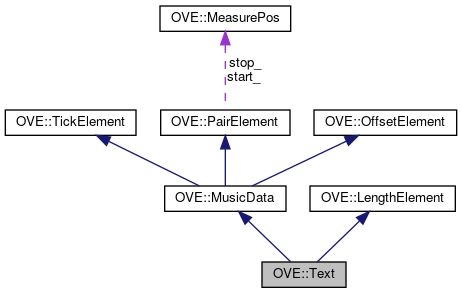 OVE::MeasurePos
stop_
start_
OVE::TickElement
OVE::PairElement
OVE::OffsetElement
OVE::MusicData
OVE::LengthElement
OVE::Text